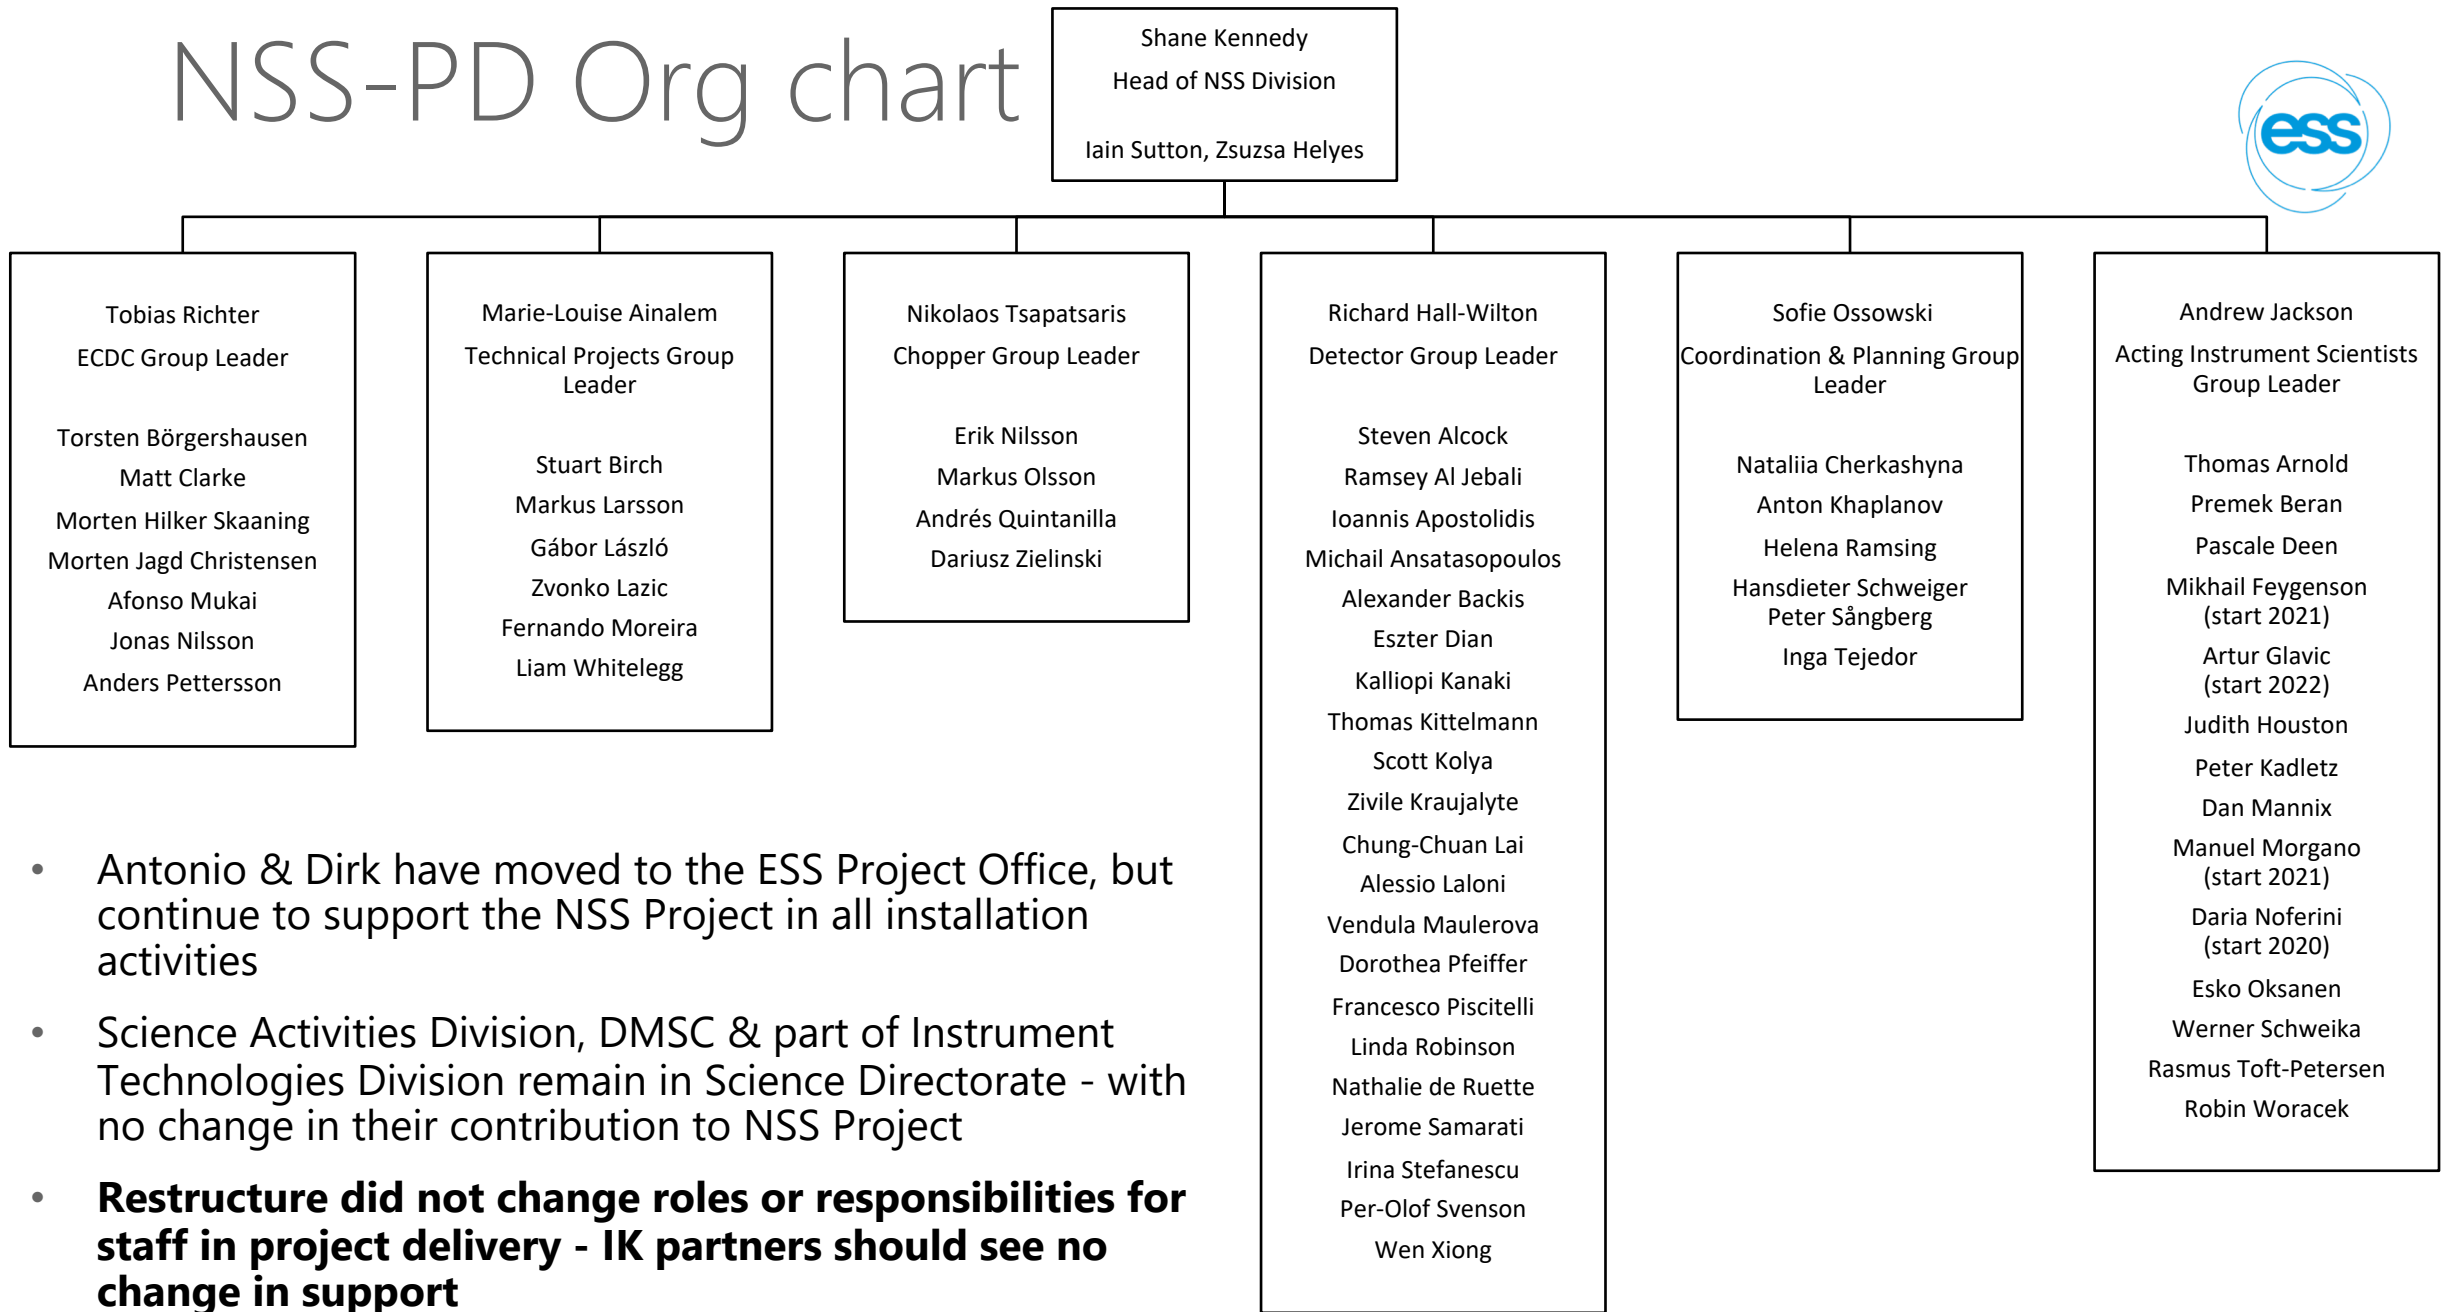 NSS-PD Org chart
Shane Kennedy
Head of NSS Division
Iain Sutton, Zsuzsa Helyes
ess
Tobias Richter
ECDC Group Leader
Torsten Börgershausen
Matt Clarke
Morten Hilker Skaaning
Morten Jagd Christensen
Afonso Mukai
Jonas Nilsson
Anders Pettersson
Marie-Louise Ainalem
Technical Projects Group
Leader
Stuart Birch
Markus Larsson
Gábor László
Zvonko Lazic
Fernando Moreira
Liam Whitelegg
Nikolaos Tsapatsaris
Chopper Group Leader
Erik Nilsson
Markus Olsson
Andrés Quintanilla
Dariusz Zielinski
Richard Hall-Wilton
Detector Group Leader
Steven Alcock
Ramsey Al Jebali
Ioannis Apostolidis
Michail Ansatasopoulos
Alexander Backis
Eszter Dian
Kalliopi Kanaki
Thomas Kittelmann
Scott Kolya
Zivile Kraujalyte
Chung-Chuan Lai
Alessio Laloni
Vendula Maulerova
Dorothea Pfeiffer
Francesco Piscitelli
Linda Robinson
Nathalie de Ruette
Jerome Samarati
Irina Stefanescu
Per-Olof Svenson
Wen Xiong
Sofie Ossowski
Coordination & Planning Group
Leader
Nataliia Cherkashyna
Anton Khaplanov
Helena Ramsing
Hansdieter Schweiger
Peter Sångberg
Inga Tejedor
Andrew Jackson
Acting Instrument Scientists
Group Leader
Thomas Arnold
Premek Beran
Pascale Deen
Mikhail Feygenson
(start 2021)
Artur Glavic
(start 2022)
Judith Houston
Peter Kadletz
Dan Mannix
Manuel Morgano
(start 2021)
Daria Noferini
(start 2020)
Esko Oksanen
Werner Schweika
Rasmus Toft-Petersen
Robin Woracek
• Antonio & Dirk have moved to the ESS Project Office, but
continue to support the NSS Project in all installation
activities
• Science Activities Division, DMSC & part of Instrument
Technologies Division remain in Science Directorate - with
no change in their contribution to NSS Project
• Restructure did not change roles or responsibilities for
staff in project delivery - IK partners should see no
change in support